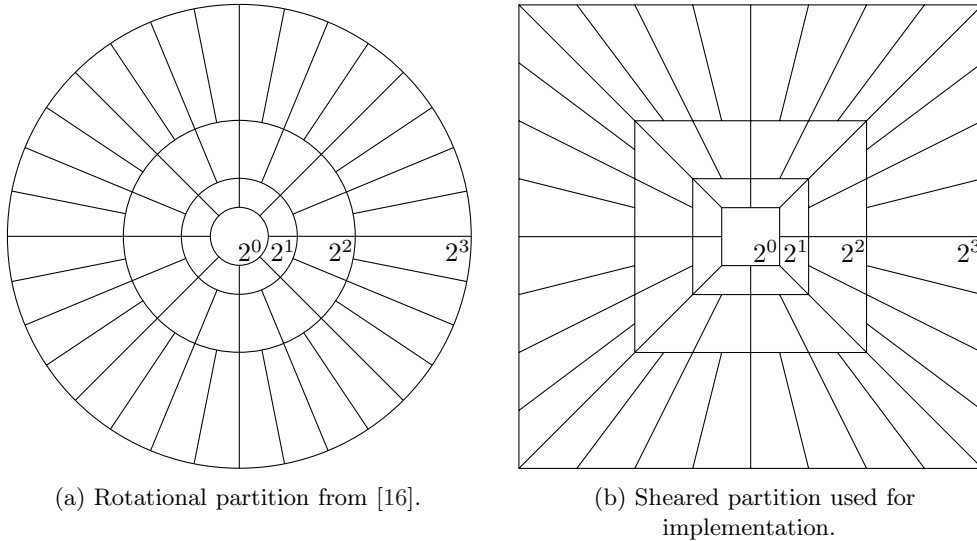 2^0 2^1 2^2 2^3
2^0 2^1 2^2 2^3
(a) Rotational partition from [16].
(b) Sheared partition used for
implementation.